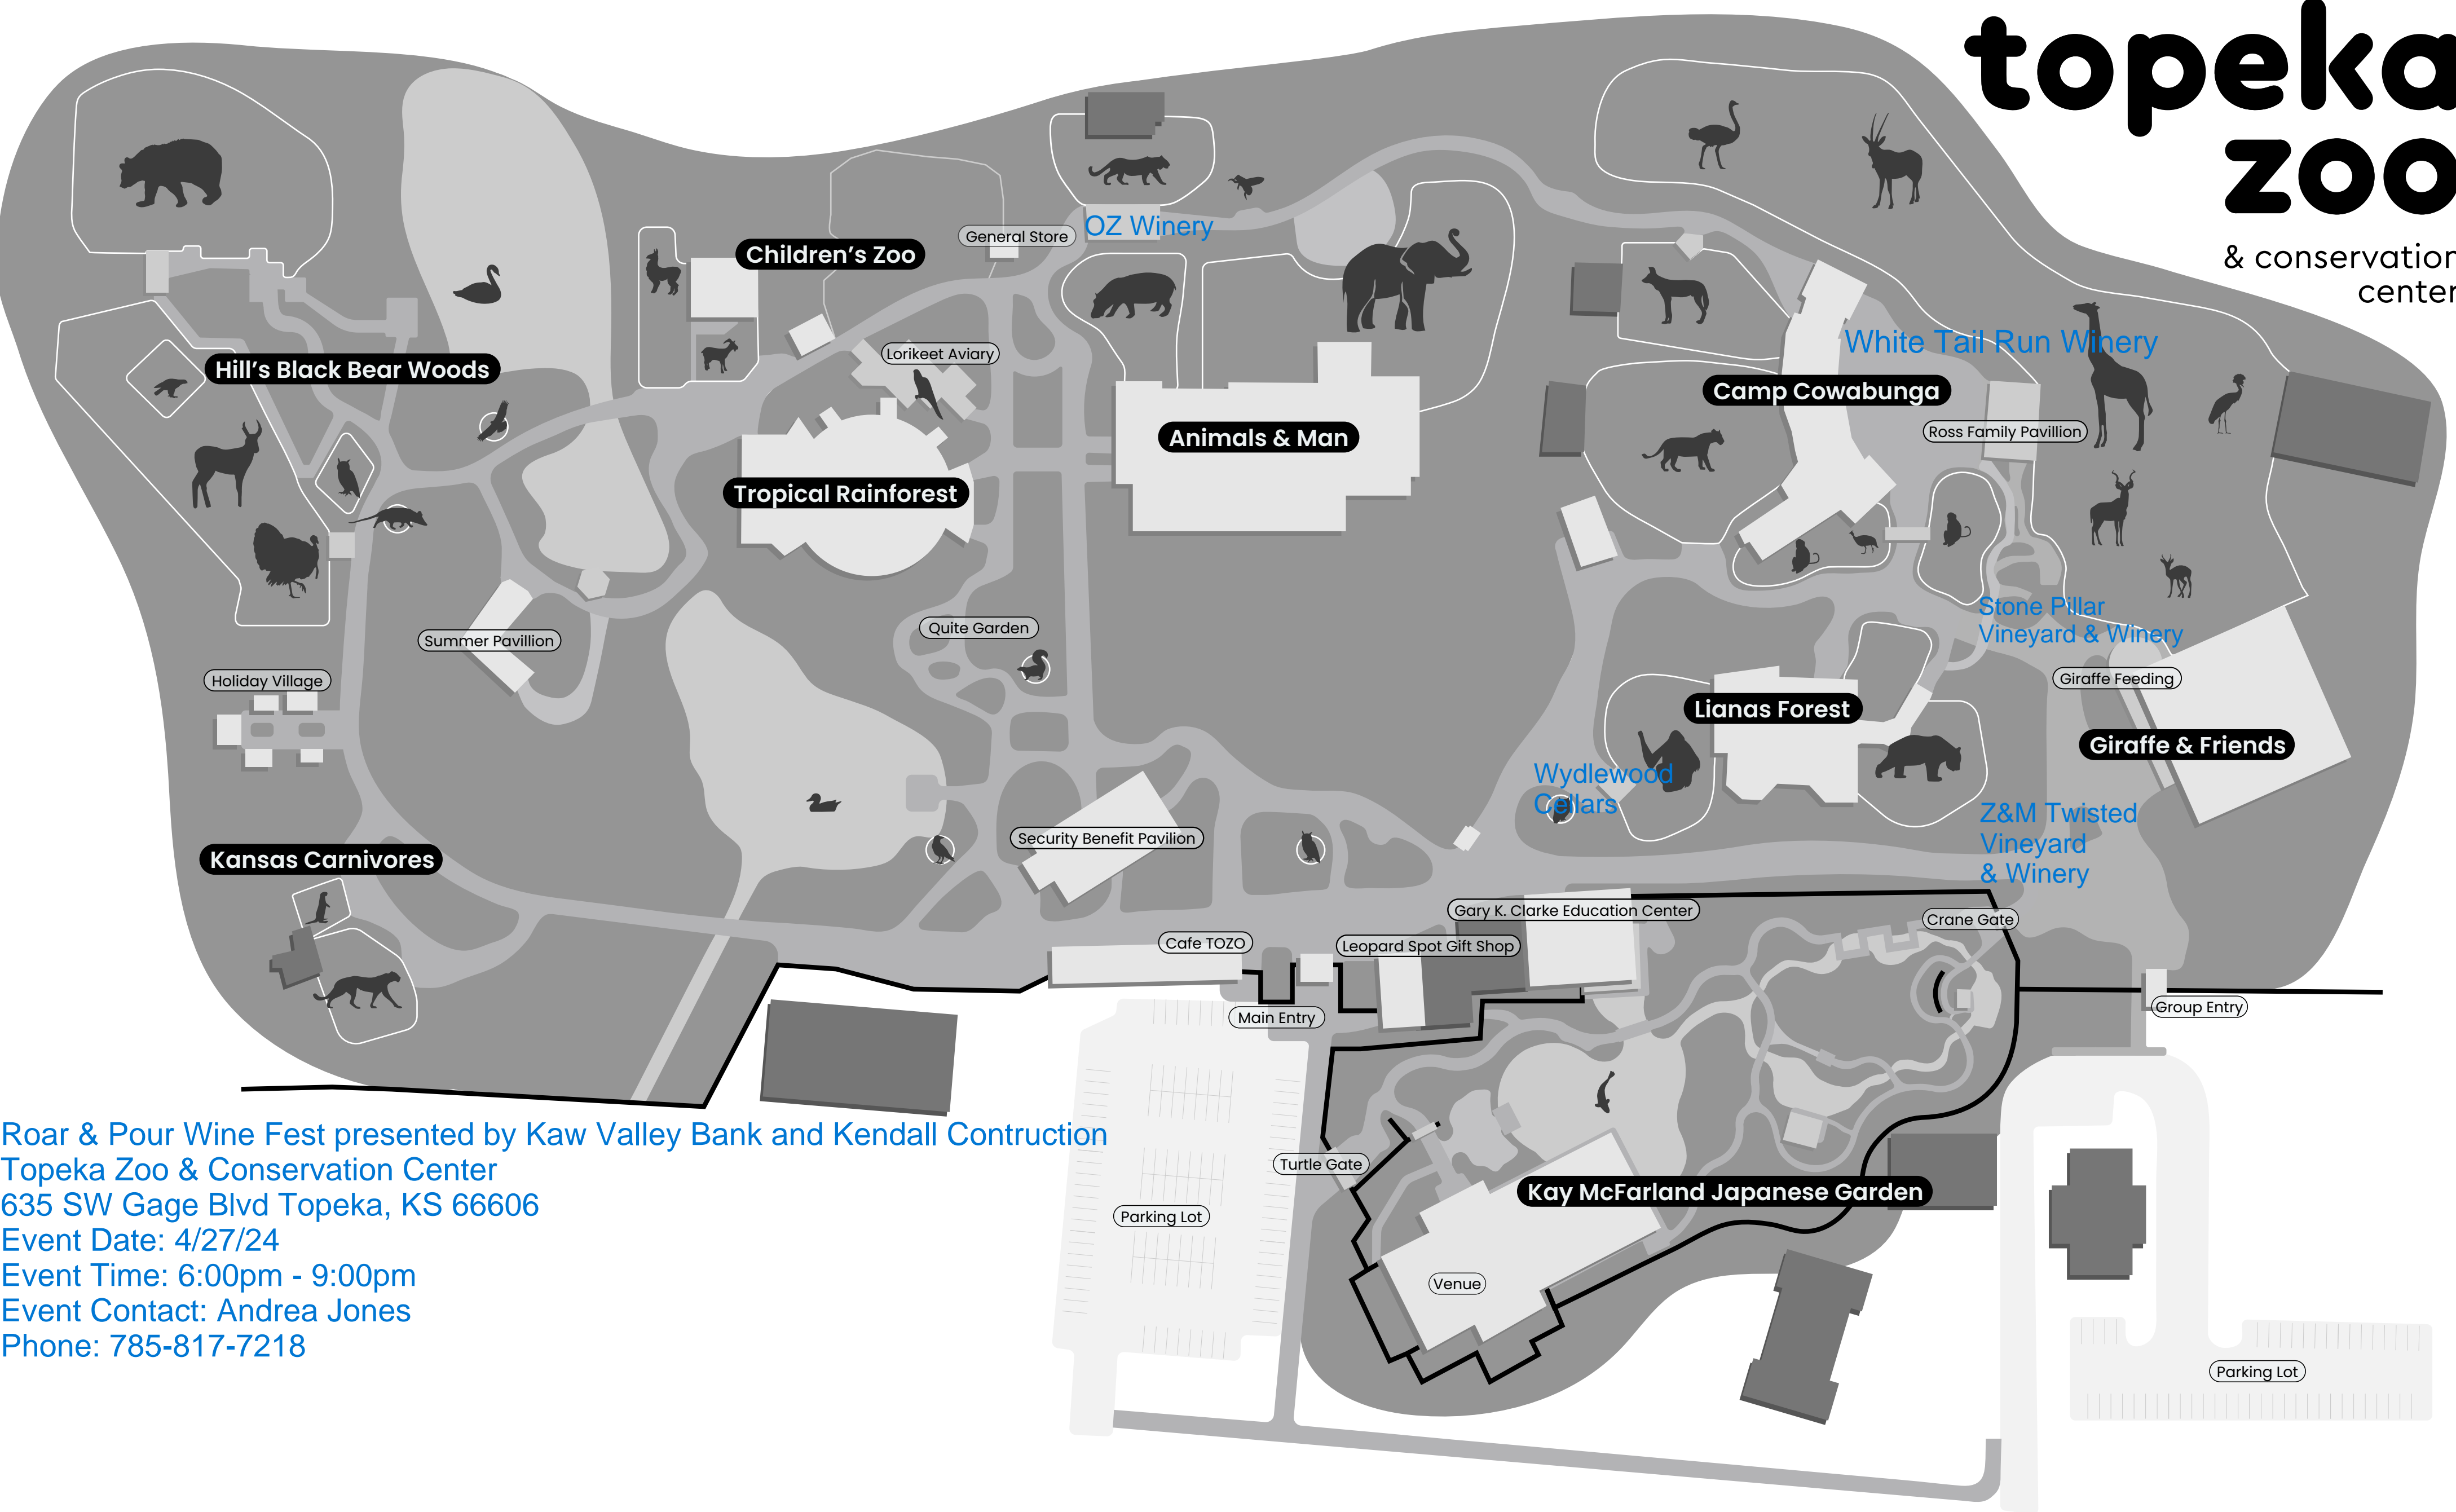 topeka
zoo
& conservation
center
OZ Winery
General Store
Children's Zoo
White Tail Run Winery
Lorikeet Aviary
Hill's Black Bear Woods
Camp Cowabunga
Ross Family Pavillion
Animals & Man
Tropical Rainforest
Stone Pillar
Vineyard & Winery
Quite Garden
Summer Pavillion
Holiday Village
Giraffe Feeding
Lianas Forest
Giraffe & Friends
Wydlewood
Cellars
Z&M Twisted
Vineyard
& Winery
Security Benefit Pavilion
Kansas Carnivores
Gary K. Clarke Education Center
Crane Gate
Cafe TOZO
Leopard Spot Gift Shop
Main Entry
Group Entry
Roar & Pour Wine Fest presented by Kaw Valley Bank and Kendall Contruction
Topeka Zoo & Conservation Center
635 SW Gage Blvd Topeka, KS 66606
Event Date: 4/27/24
Event Time: 6:00pm - 9:00pm
Event Contact: Andrea Jones
Phone: 785-817-7218
Turtle Gate
Kay McFarland Japanese Garden
Parking Lot
Venue
Parking Lot